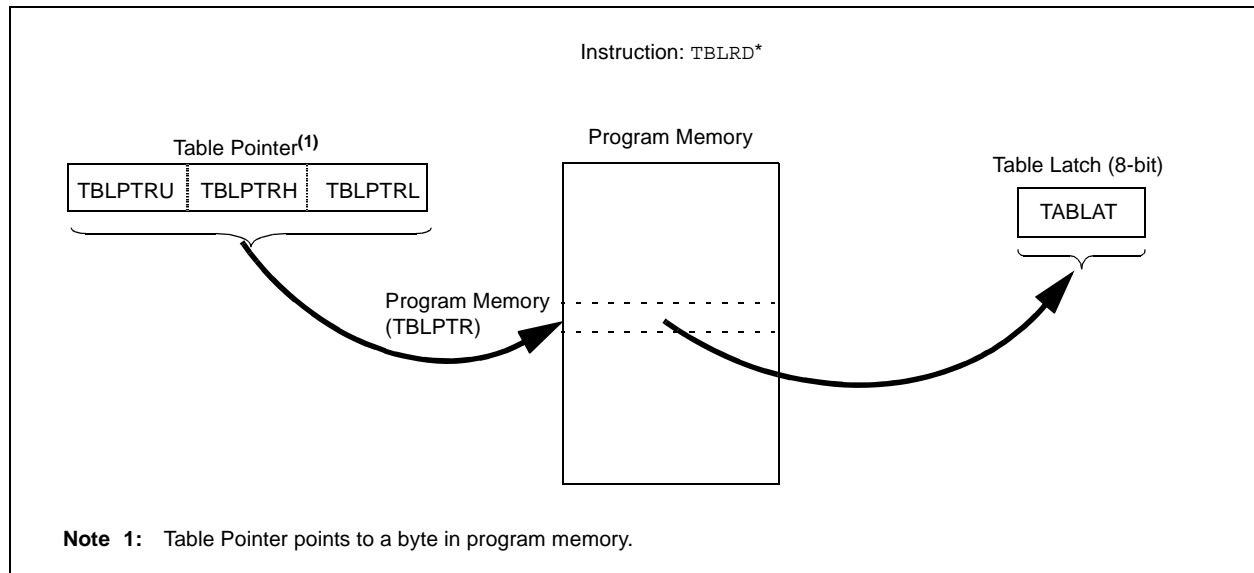 Instruction: TBLRD*
Table Pointer(1)
TBLPTRU TBLPTRH TBLPTRL
Program Memory
Table Latch (8-bit)
TABLAT
Program Memory
(TBLPTR)
Note 1: Table Pointer points to a byte in program memory.